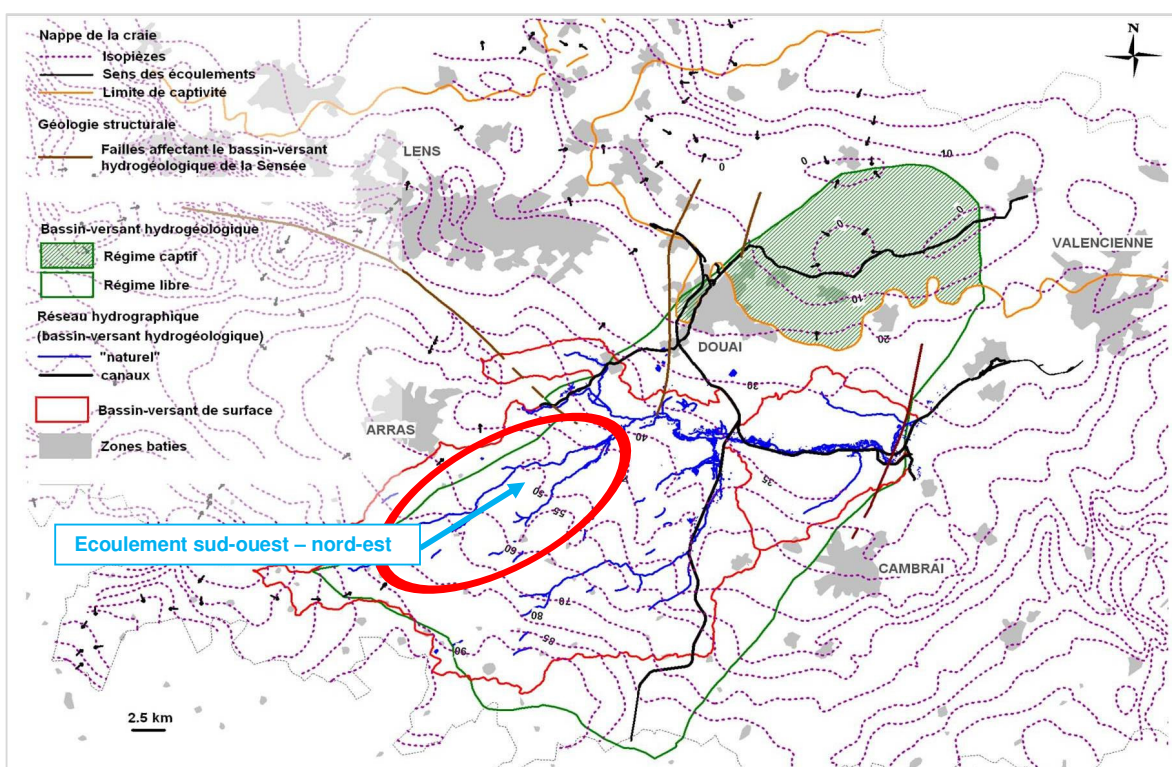 Nappe de la craie
Isopièzes
Sens des écoulements
Limite de captivité
Géologie structurale
Failles affectant le bassin-versant
hydrogéologique de la Sensée
Bassin-versant hydrogéologique
Régime captif
Régime libre
Réseau hydrographique
(bassin-versant hydrogéologique)
"naturel"
canaux
Bassin-versant de surface
Zones baties
N
LENS
0
0
10
0
0
VALENCIENNE
10
20
DOUAI
30
ARRAS
40
35
50
55
Ecoulement sud-ouest – nord-est
60
CAMBRAI
70
80
85
90
2.5 km